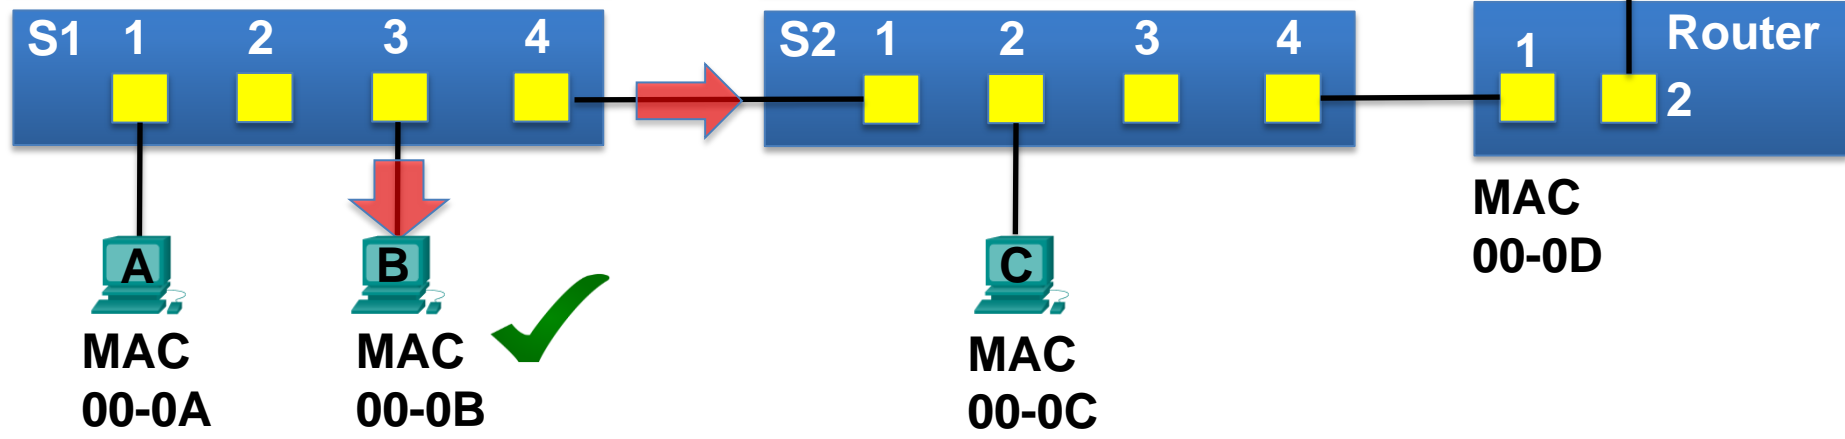 S1 1 2 3 4
S2 1 2 3 4
1 Router
2
A
B
C
MAC
00-0A
MAC
00-0B
MAC
00-0C
MAC
00-0D